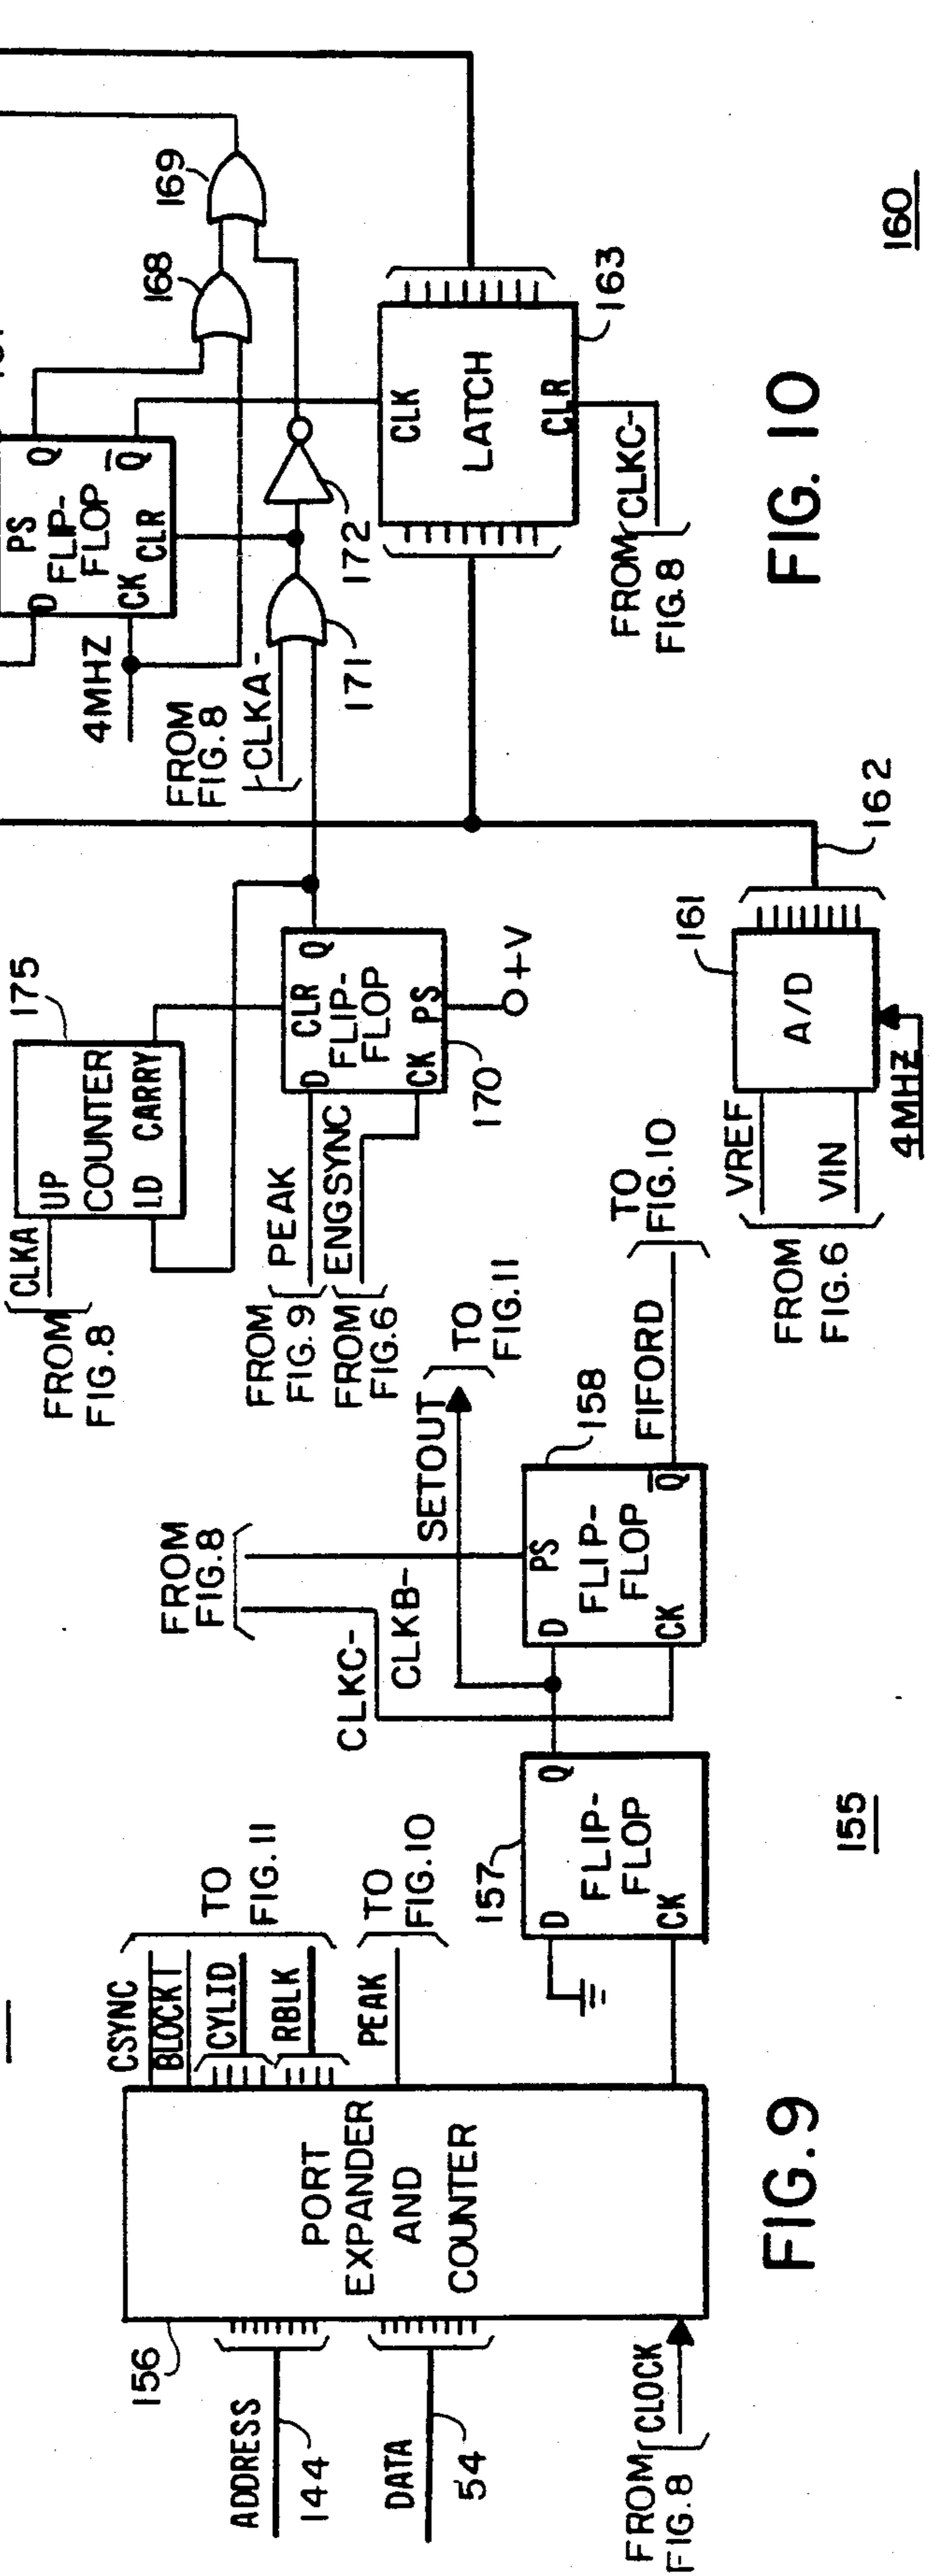 CSYNC
BLOCKT
CYLID
RBLK
TO
FIG. 11
PEAK
TO
FIG. 10
PORT
EXPANDER
AND
COUNTER
156
ADDRESS
144
DATA
54
FROM
FIG. 8
CLOCK
157
D
Q
FLIP-
FLOP
CK
FROM
FIG. 8
CLKC-
CLKB-
SETOUT
TO
FIG. 11
D
PS
FLIP-
FLOP
CK
Q
158
FIFORD
TO
FIG. 10
155
FIG. 9
FROM
FIG. 8
CLKA
UP
COUNTER
LD CARRY
175
FROM
FIG. 9
PEAK
FROM
FIG. 6
ENGSYNC
D CLR Q
FLIP-
FLOP
CK PS
170
+V
FROM
FIG. 6
VREF
VIN
A/D
161
162
4MHZ
4MHZ
D PS Q
FLIP-
FLOP
CK CLR Q
FROM
FIG. 8
CLKA-
171
172
168
169
CLK
LATCH
CLR
163
FROM
FIG. 8
CLKC-
160
FIG. 10